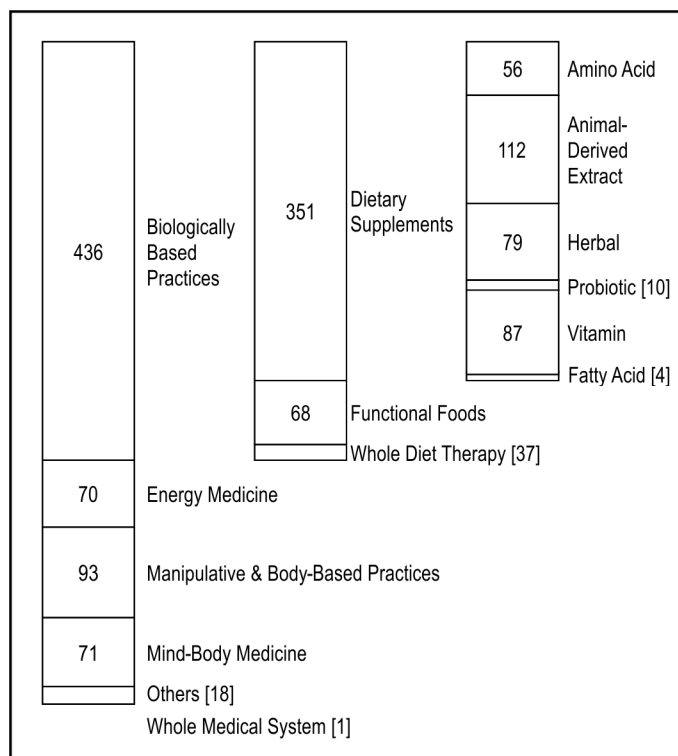 436
Biologically
Based
Practices
70
Energy Medicine
93
Manipulative & Body-Based Practices
71
Mind-Body Medicine
Others [18]
Whole Medical System [1]
351
Dietary
Supplements
68
Functional Foods
Whole Diet Therapy [37]
56
Amino Acid
112
Animal-
Derived
Extract
79
Herbal
Probiotic [10]
87
Vitamin
Fatty Acid [4]